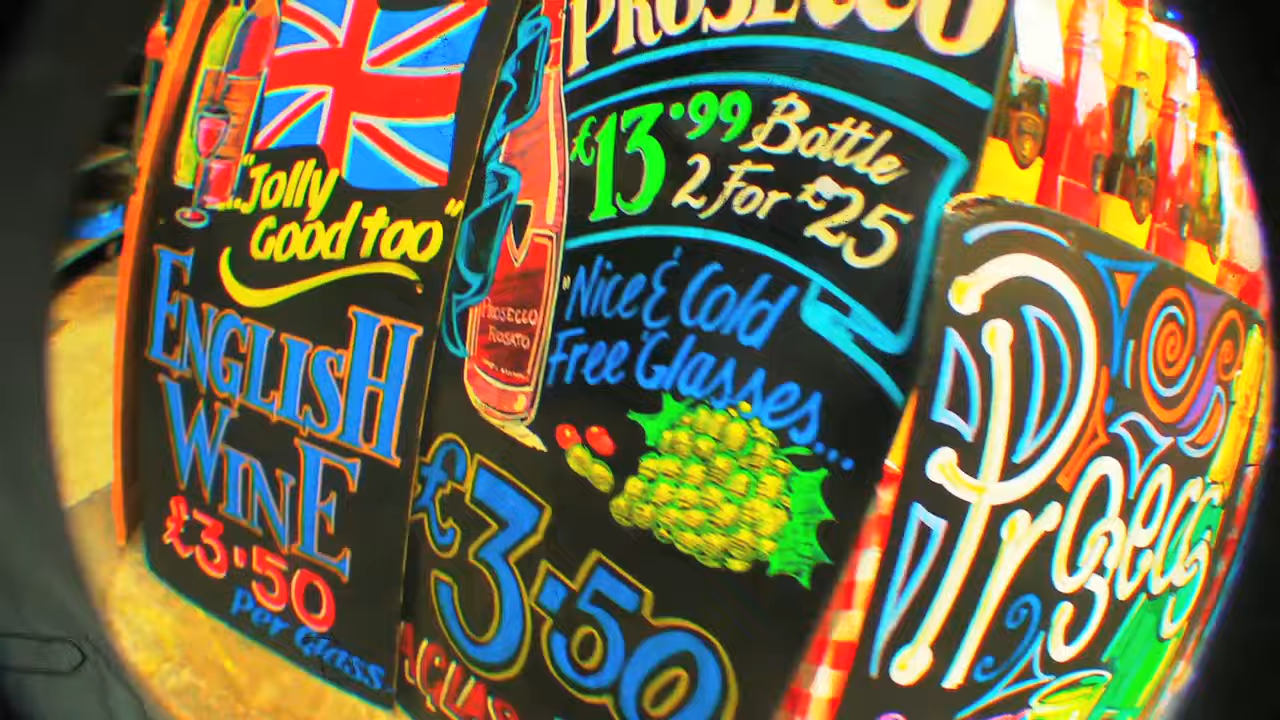 "Jolly
Good too"
ENGLISH
WINE
£3.50
Per Glass
PROSECCO
£13.99 Bottle
2 For £25
"Nice & Cold
Free Glasses...
PROSECCO
ROSATO
£3.50
Prosecco